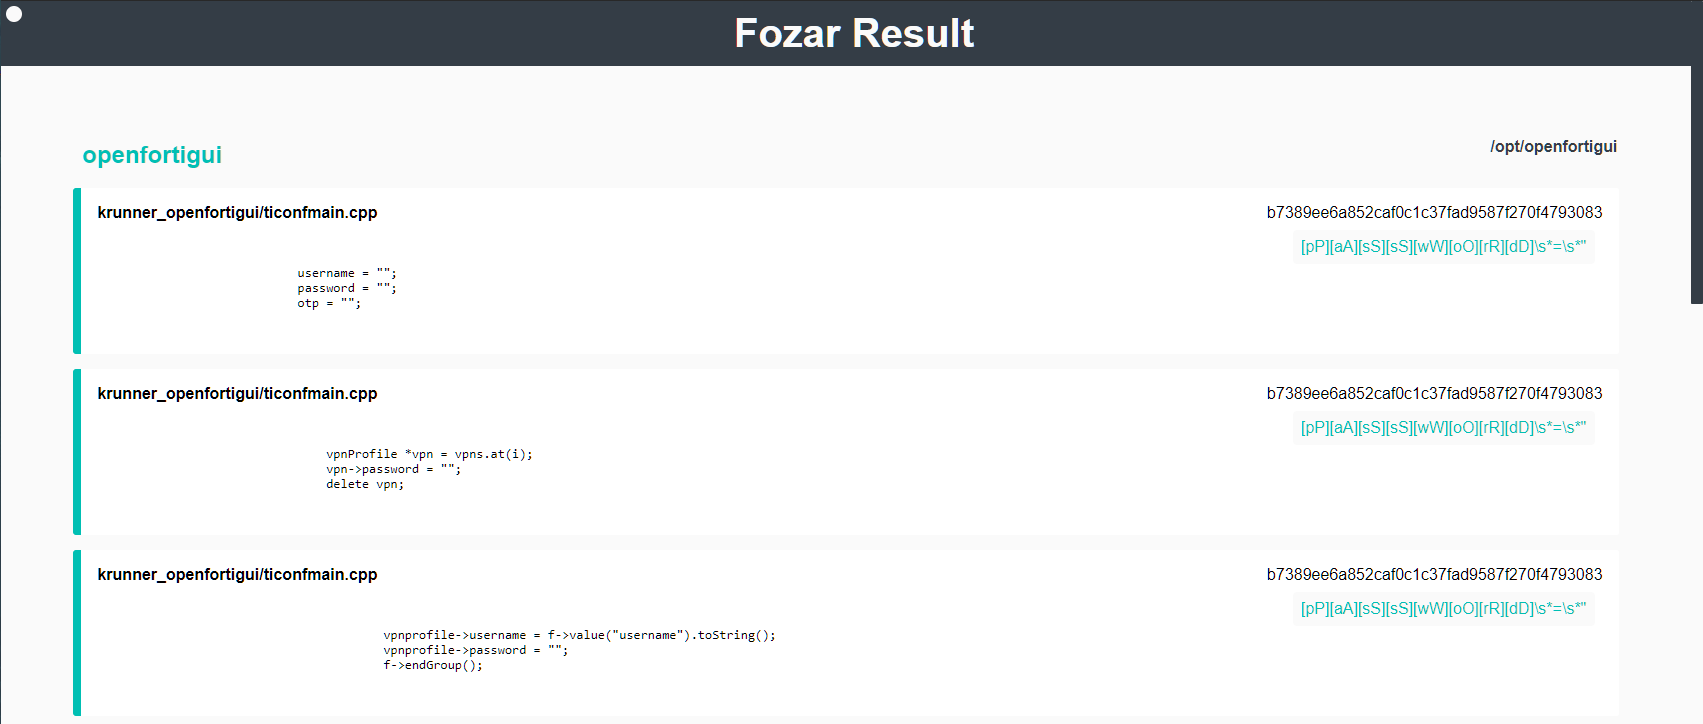 Fozar Result
openfortigui
/opt/openfortigui
krunner_openfortigui/ticonfmain.cpp
b7389ee6a852caf0c1c37fad9587f270f4793083
[pP][aA][sS][sS][wW][oO][rR][dD]\s*=\s*"
username = "";
password = "";
otp = "";
krunner_openfortigui/ticonfmain.cpp
b7389ee6a852caf0c1c37fad9587f270f4793083
[pP][aA][sS][sS][wW][oO][rR][dD]\s*=\s*"
vpnProfile *vpn = vpns.at(i);
vpn->password = "";
delete vpn;
krunner_openfortigui/ticonfmain.cpp
b7389ee6a852caf0c1c37fad9587f270f4793083
[pP][aA][sS][sS][wW][oO][rR][dD]\s*=\s*"
vpnprofile->username = f->value("username").toString();
vpnprofile->password = "";
f->endGroup();